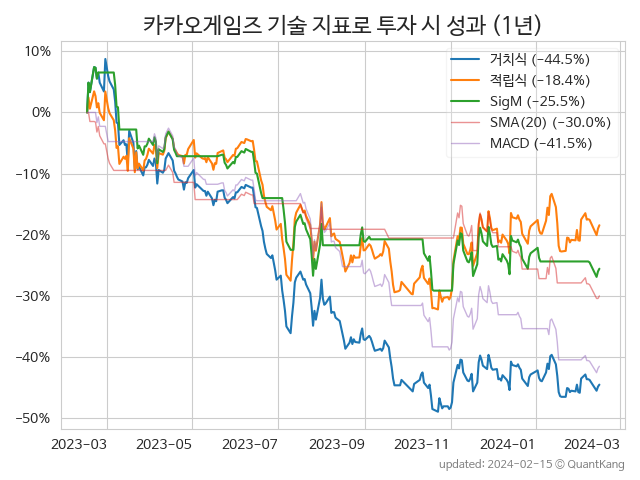 카카오게임즈 기술 지표로 투자 시 성과 (1년)
10%
0%
−10%
−20%
−30%
−40%
−50%
거치식 (−44.5%)
적립식 (−18.4%)
SigM (−25.5%)
SMA(20) (−30.0%)
MACD (−41.5%)
2023−03
2023−05
2023−07
2023−09
2023−11
2024−01
2024−03
updated: 2024−02−15 © QuantKang